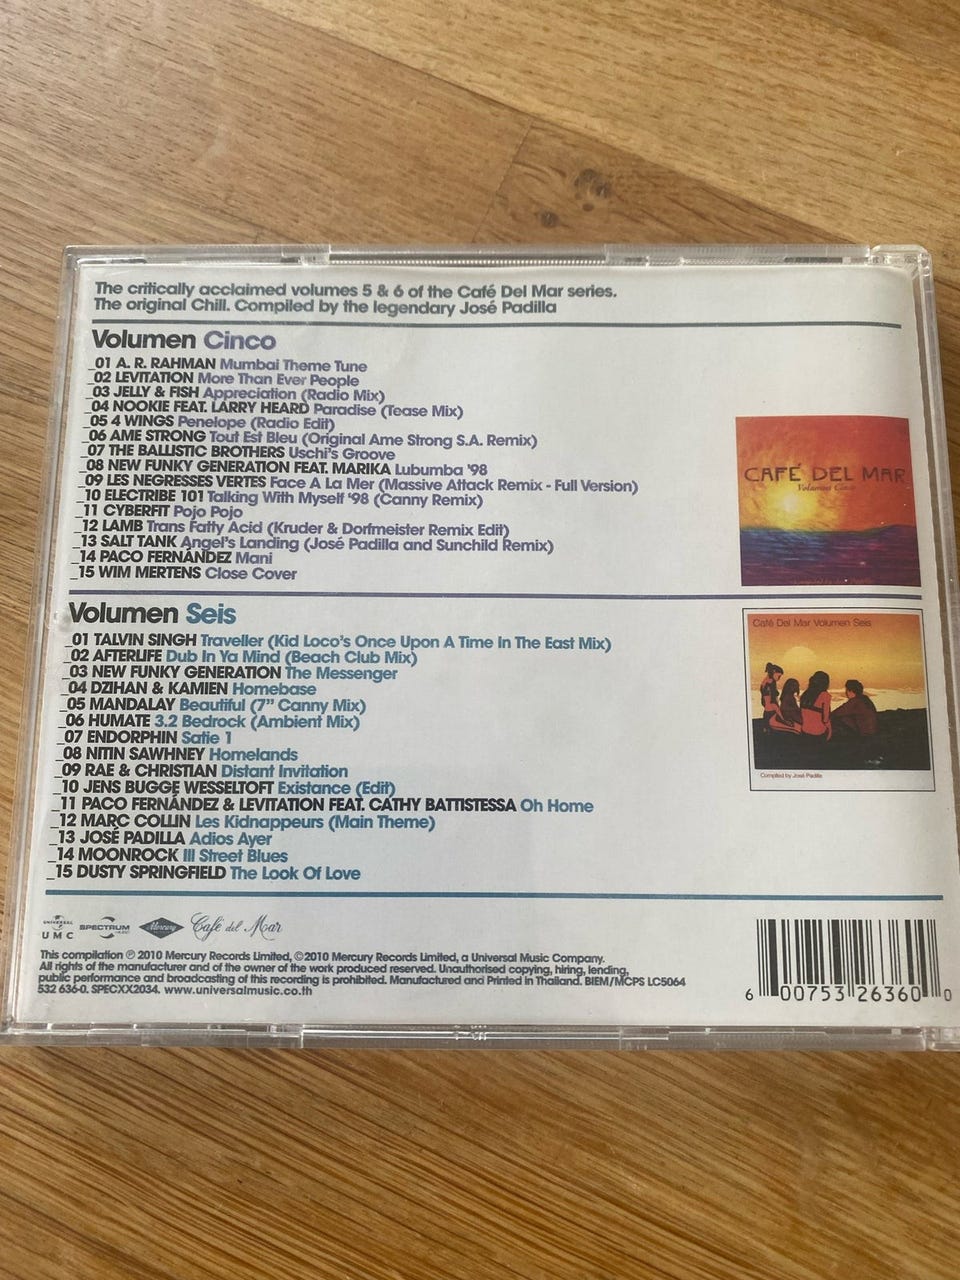 The critically acclaimed volumes 5 & 6 of the Café Del Mar series.
The original Chill. Compiled by the legendary José Padilla
Volumen Cinco
_01 A. R. RAHMAN Mumbai Theme Tune
_02 LEVITATION More Than Ever People
_03 JELLY & FISH Appreciation (Radio Mix)
_04 NOOKIE FEAT. LARRY HEARD Paradise (Tease Mix)
_05 4 WINGS Penelope (Radio Edit)
_06 AME STRONG Tout Est Bleu (Original Ame Strong S.A. Remix)
_07 THE BALLISTIC BROTHERS Uschi's Groove
_08 NEW FUNKY GENERATION FEAT. MARIKA Lubumba '98
_09 LES NEGRESSES VERTES Face A La Mer (Massive Attack Remix - Full Version)
_10 ELECTRIBE 101 Talking With Myself '98 (Canny Remix)
_11 CYBERFIT Pojo Pojo
_12 LAMB Trans Fatty Acid (Kruder & Dorfmeister Remix Edit)
_13 SALT TANK Angel's Landing (José Padilla and Sunchild Remix)
_14 PACO FERNÁNDEZ Mani
_15 WIM MERTENS Close Cover
CAFÉ DEL MAR
Volumen Cinco
Volumen Seis
_01 TALVIN SINGH Traveller (Kid Loco's Once Upon A Time In The East Mix)
_02 AFTERLIFE Dub In Ya Mind (Beach Club Mix)
_03 NEW FUNKY GENERATION The Messenger
_04 DZIHAN & KAMIEN Homebase
_05 MANDALAY Beautiful (7" Canny Mix)
_06 HUMATE 3.2 Bedrock (Ambient Mix)
_07 ENDORPHIN Satie 1
_08 NITIN SAWHNEY Homelands
_09 RAE & CHRISTIAN Distant Invitation
_10 JENS BUGGE WESSELTOFT Existance (Edit)
_11 PACO FERNÁNDEZ & LEVITATION FEAT. CATHY BATTISTESSA Oh Home
_12 MARC COLLIN Les Kidnappeurs (Main Theme)
_13 JOSÉ PADILLA Adios Ayer
_14 MOONROCK Ill Street Blues
_15 DUSTY SPRINGFIELD The Look Of Love
Café Del Mar Volumen Seis
Compiled by José Padilla
UNIVERSAL
UMC
SPECTRUM
MUSIC
Mercury
Café del Mar
This compilation ℗ 2010 Mercury Records Limited, © 2010 Mercury Records Limited, a Universal Music Company.
All rights of the manufacturer and of the owner of the work produced reserved. Unauthorised copying, hiring, lending,
public performance and broadcasting of this recording is prohibited. Manufactured and Printed in Thailand. BIEM/MCPS LC5064
532 636-0. SPECXX2034. www.universalmusic.co.th
6 00753 26360 0